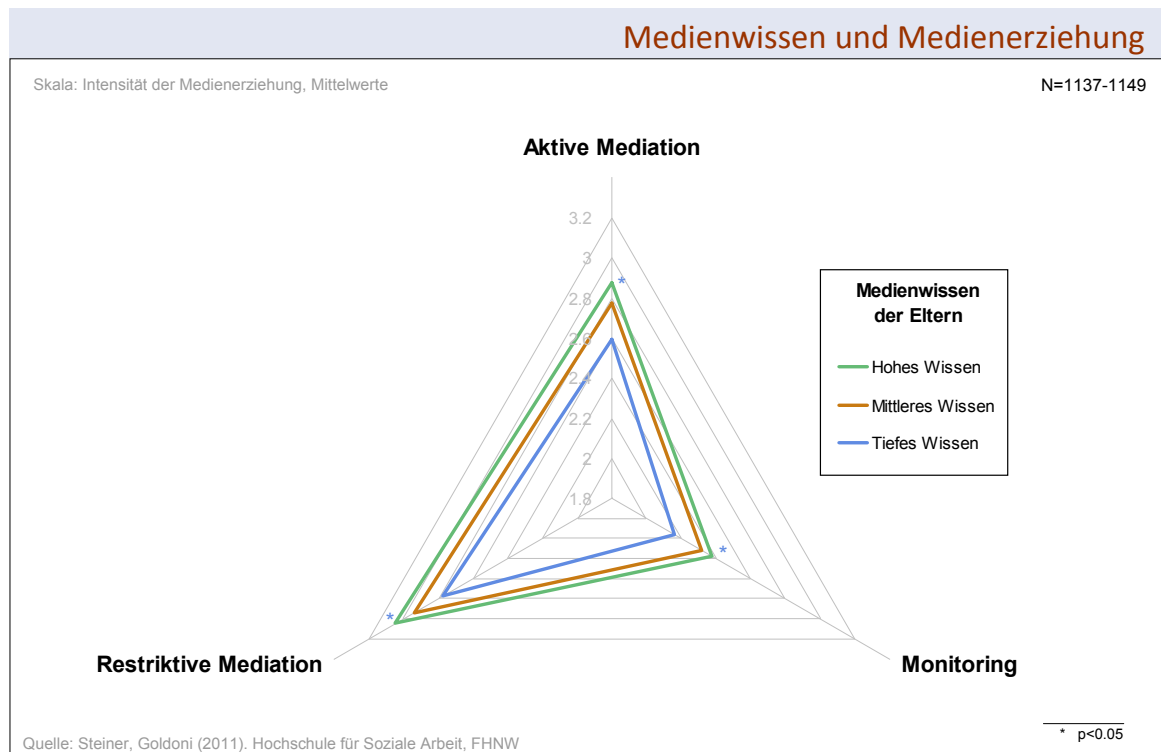 Medienwissen und Medienerziehung
Skala: Intensität der Medienerziehung, Mittelwerte
N=1137-1149
Aktive Mediation
3.2
3
2.8
2.6
2.4
2.2
2
1.8
*
*
*
Medienwissen
der Eltern
Hohes Wissen
Mittleres Wissen
Tiefes Wissen
Restriktive Mediation
Monitoring
* p<0.05
Quelle: Steiner, Goldoni (2011). Hochschule für Soziale Arbeit, FHNW